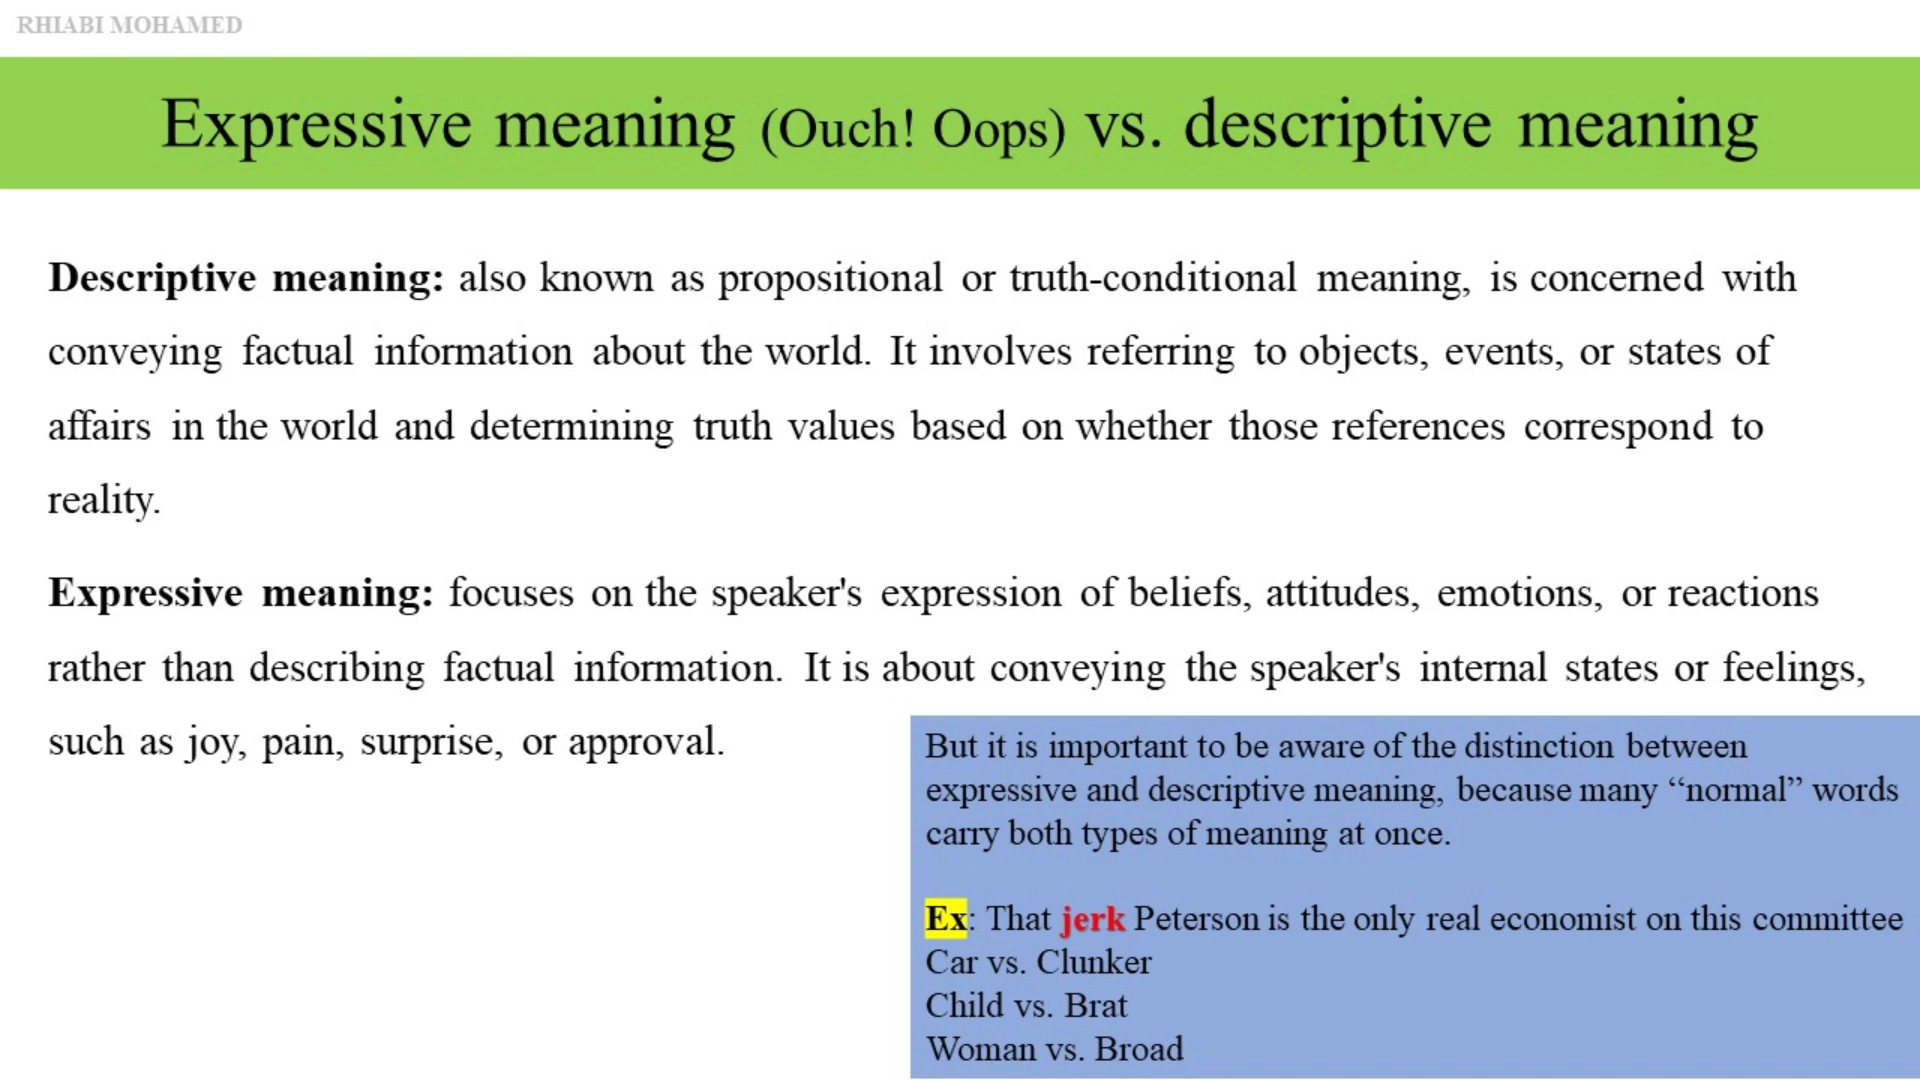 RHIABI MOHAMED
Expressive meaning (Ouch! Oops) vs. descriptive meaning
Descriptive meaning: also known as propositional or truth-conditional meaning, is concerned with
conveying factual information about the world. It involves referring to objects, events, or states of
affairs in the world and determining truth values based on whether those references correspond to
reality.
Expressive meaning: focuses on the speaker's expression of beliefs, attitudes, emotions, or reactions
rather than describing factual information. It is about conveying the speaker's internal states or feelings,
such as joy, pain, surprise, or approval.
But it is important to be aware of the distinction between
expressive and descriptive meaning, because many “normal” words
carry both types of meaning at once.
Ex: That jerk Peterson is the only real economist on this committee
Car vs. Clunker
Child vs. Brat
Woman vs. Broad